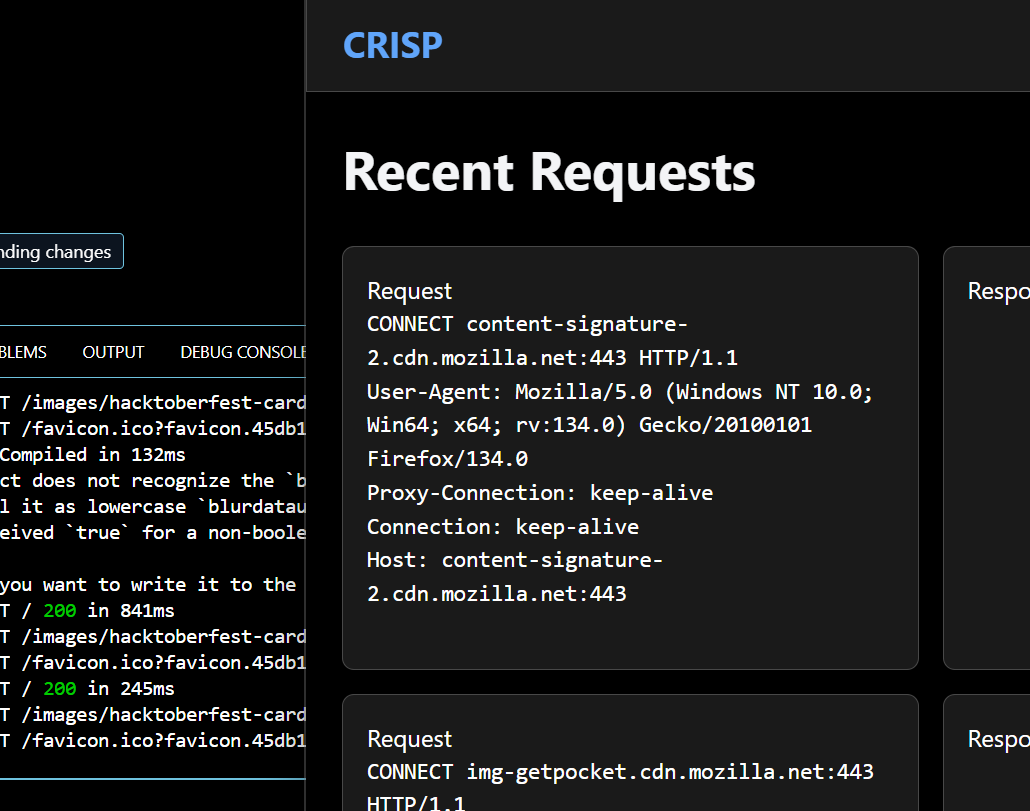 CRISP
Recent Requests
nding changes
BLEMS OUTPUT DEBUG CONSOLE
T /images/hacktoberfest-card
T /favicon.ico?favicon.45db1
Compiled in 132ms
ct does not recognize the `b
l it as lowercase `blurdatau
eived `true` for a non-boole
you want to write it to the
T / 200 in 841ms
T /images/hacktoberfest-card
T /favicon.ico?favicon.45db1
T / 200 in 245ms
T /images/hacktoberfest-card
T /favicon.ico?favicon.45db1
Request
CONNECT content-signature-
2.cdn.mozilla.net:443 HTTP/1.1
User-Agent: Mozilla/5.0 (Windows NT 10.0;
Win64; x64; rv:134.0) Gecko/20100101
Firefox/134.0
Proxy-Connection: keep-alive
Connection: keep-alive
Host: content-signature-
2.cdn.mozilla.net:443
Respo
Request
CONNECT img-getpocket.cdn.mozilla.net:443
HTTP/1.1
Respo